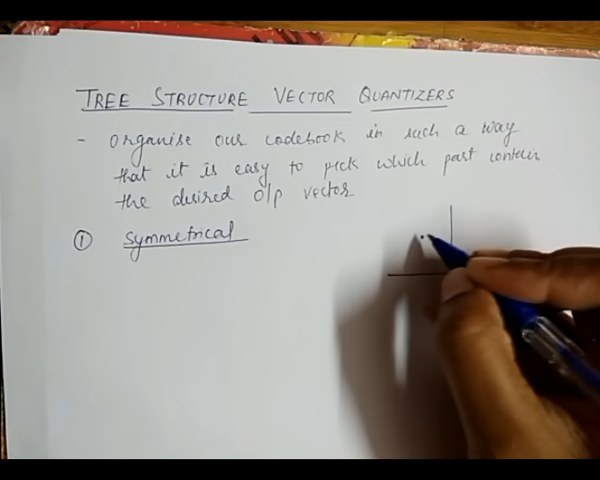 TREE STRUCTURE VECTOR QUANTIZERS
- Organise our codebook in such a way
that it is easy to pick which part contain
the desired o/p vector
① Symmetrical